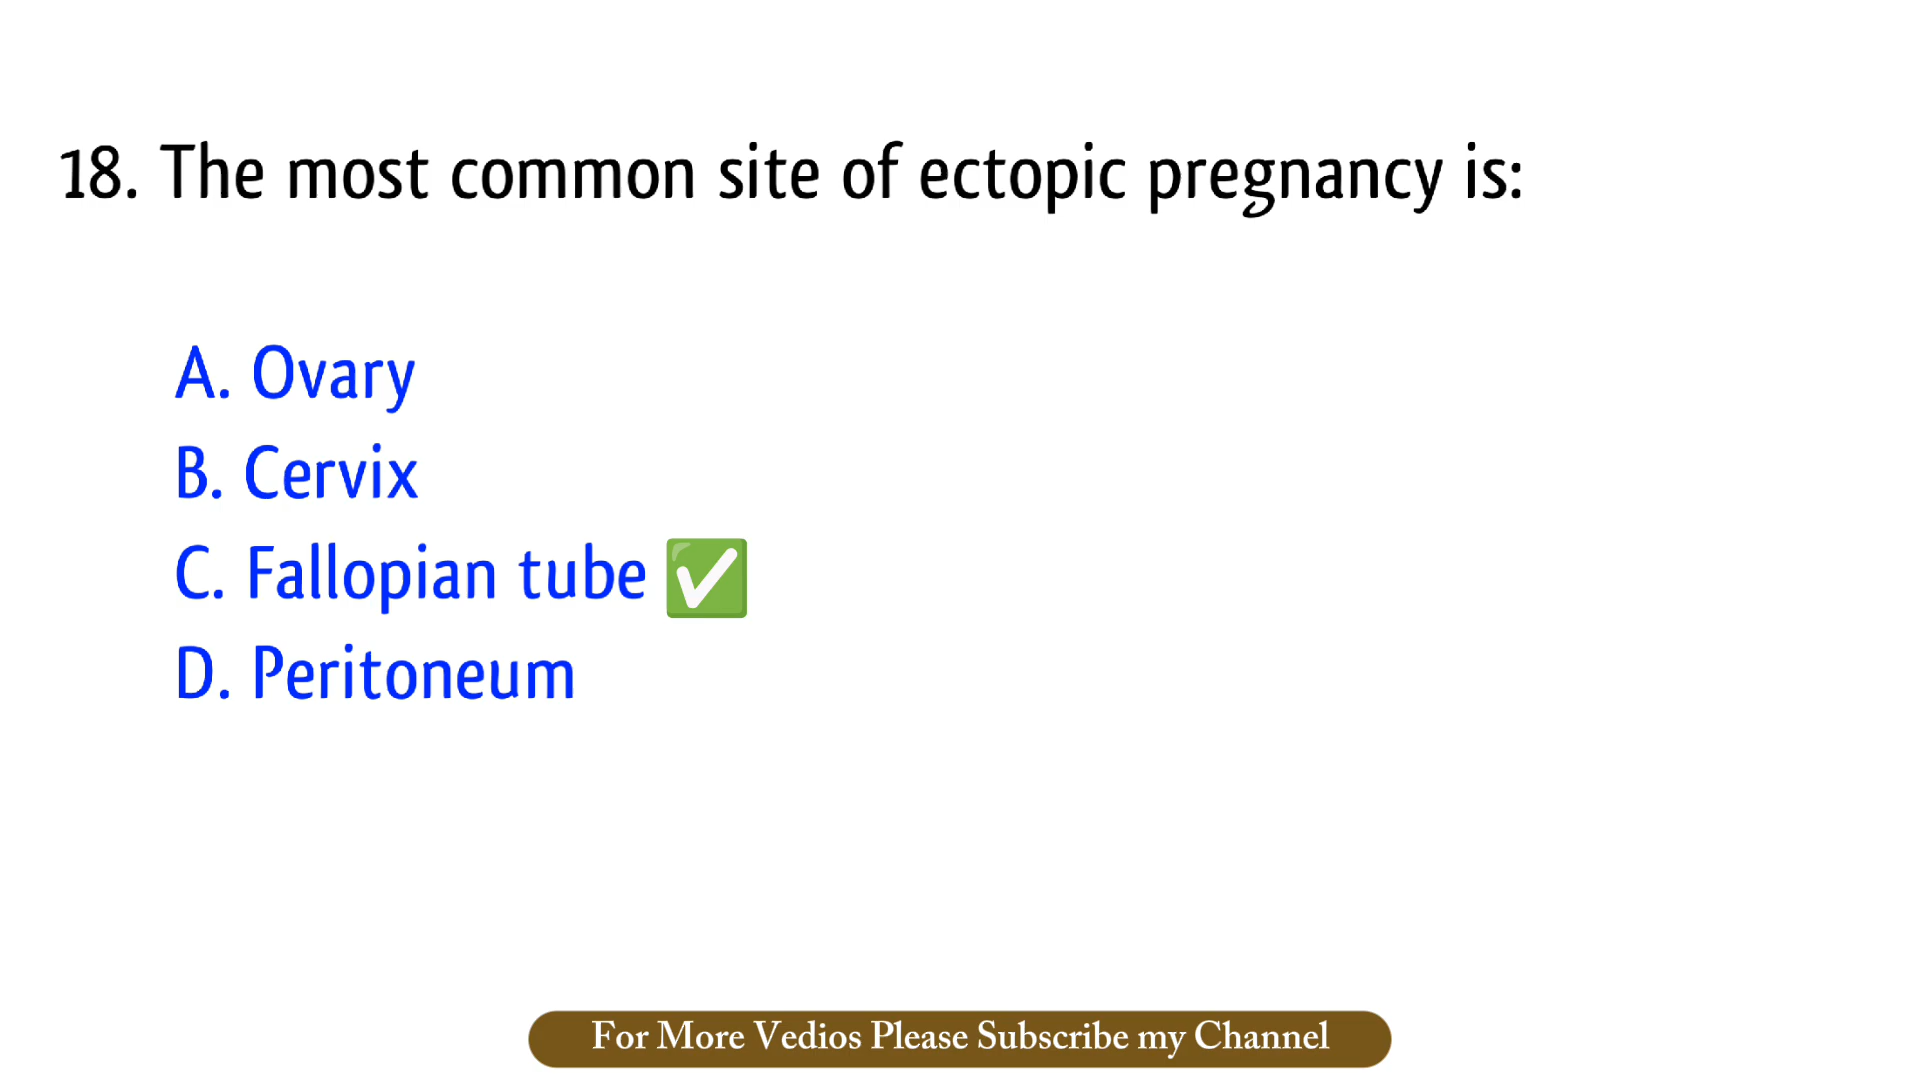 18. The most common site of ectopic pregnancy is:
A. Ovary
B. Cervix
C. Fallopian tube ✅
D. Peritoneum
For More Vedios Please Subscribe my Channel